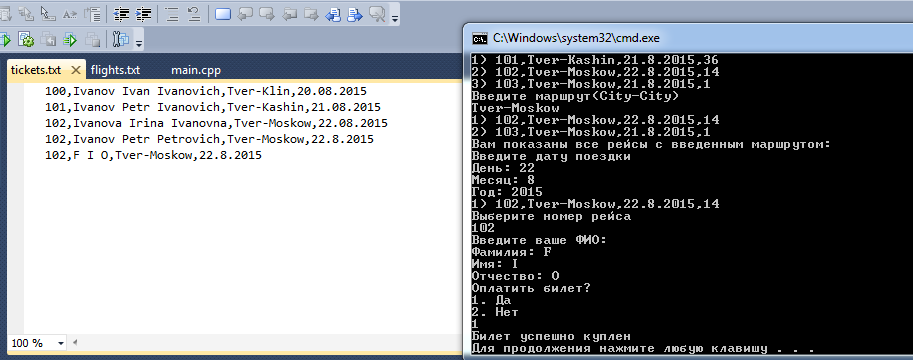 tickets.txt
flights.txt
main.cpp
100,Ivanov Ivan Ivanovich,Tver-Klin,20.08.2015
101,Ivanov Petr Ivanovich,Tver-Kashin,21.08.2015
102,Ivanova Irina Ivanovna,Tver-Moskow,22.08.2015
102,Ivanov Petr Petrovich,Tver-Moskow,22.8.2015
102,F I O,Tver-Moskow,22.8.2015
100 %
C:\Windows\system32\cmd.exe
1) 101,Tver-Kashin,21.8.2015,36
2) 102,Tver-Moskow,22.8.2015,14
3) 103,Tver-Moskow,21.8.2015,1
Введите маршрут(City-City)
Tver-Moskow
1) 102,Tver-Moskow,22.8.2015,14
2) 103,Tver-Moskow,21.8.2015,1
Вам показаны все рейсы с введенным маршрутом:
Введите дату поездки
День: 22
Месяц: 8
Год: 2015
1) 102,Tver-Moskow,22.8.2015,14
Выберите номер рейса
102
Введите ваше ФИО:
Фамилия: F
Имя: I
Отчество: O
Оплатить билет?
1. Да
2. Нет
1
Билет успешно куплен
Для продолжения нажмите любую клавишу . . .